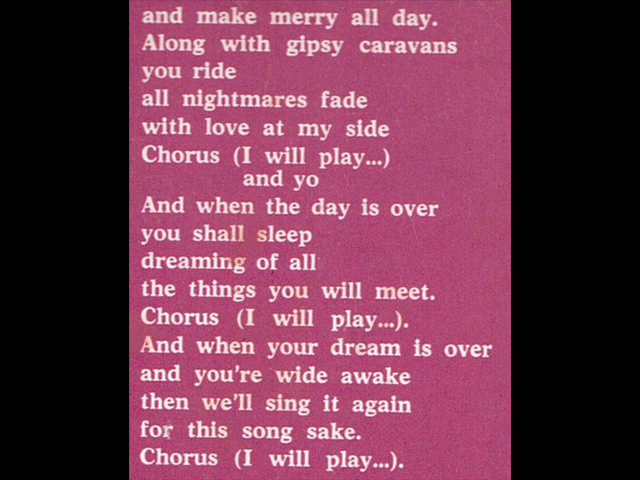 and make merry all day.
Along with gipsy caravans
you ride
all nightmares fade
with love at my side
Chorus (I will play...)
and yo
And when the day is over
you shall sleep
dreaming of all
the things you will meet.
Chorus (I will play...).
And when your dream is over
and you're wide awake
then we'll sing it again
for this song sake.
Chorus (I will play...).